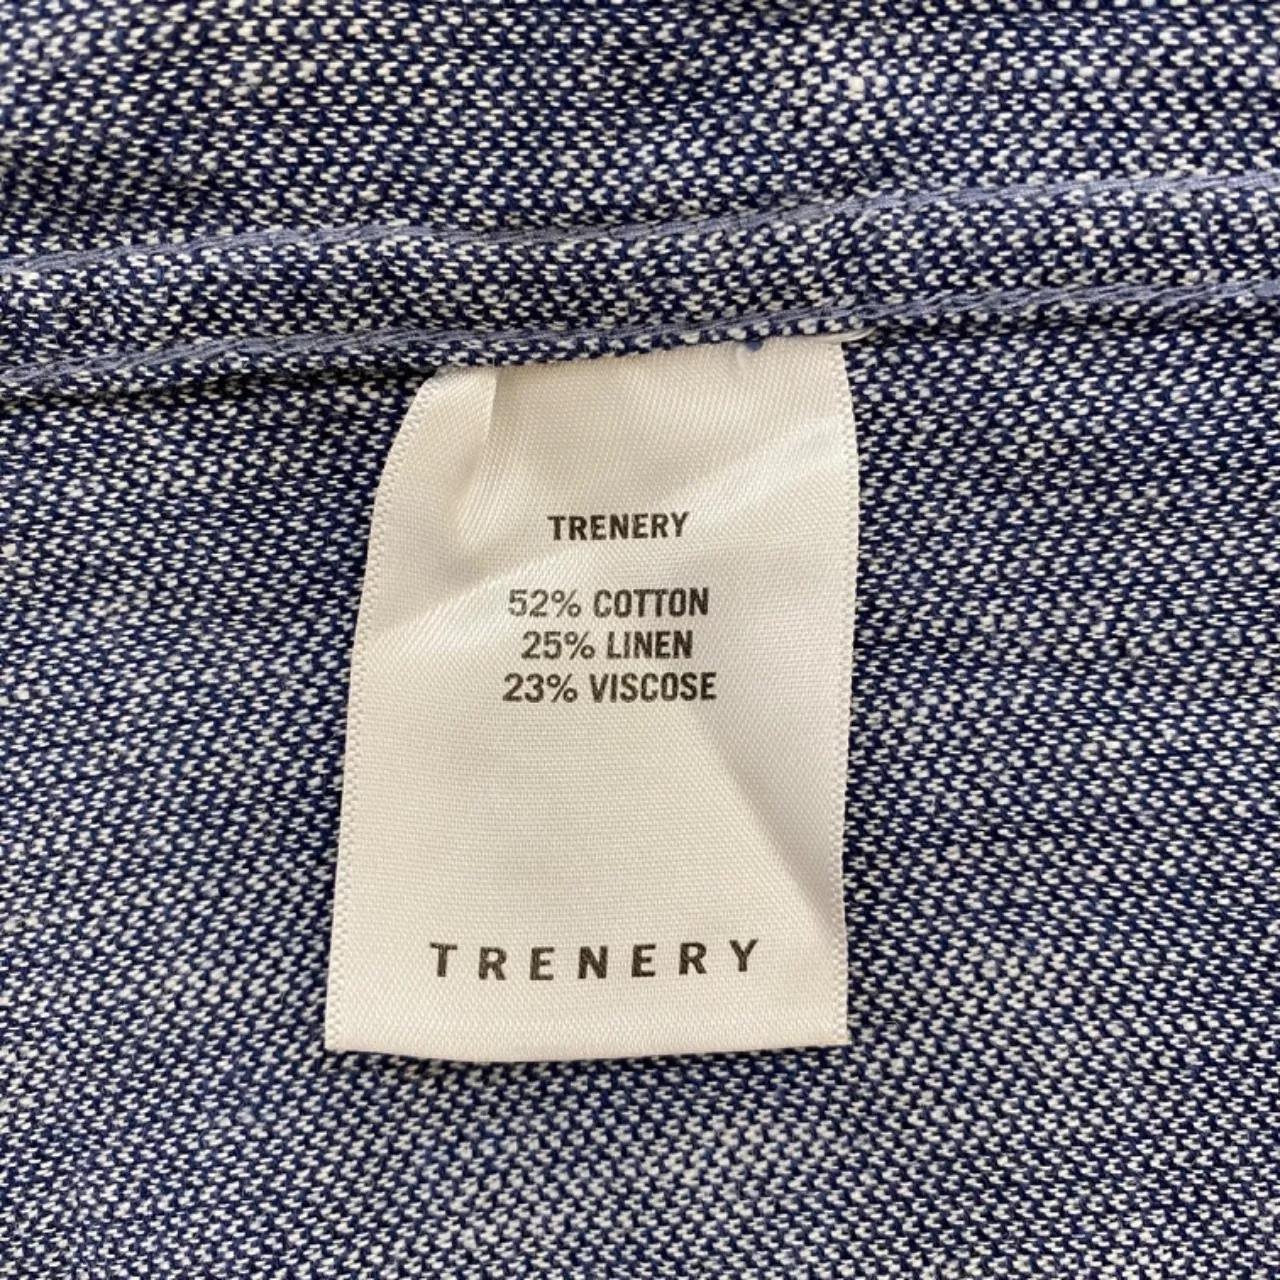 TRENERY
52% COTTON
25% LINEN
23% VISCOSE
TRENERY